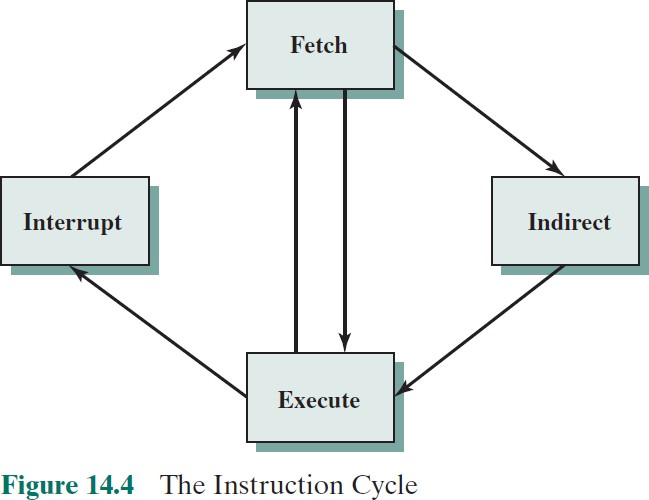 Fetch
Interrupt
Indirect
Execute
Figure 14.4 The Instruction Cycle